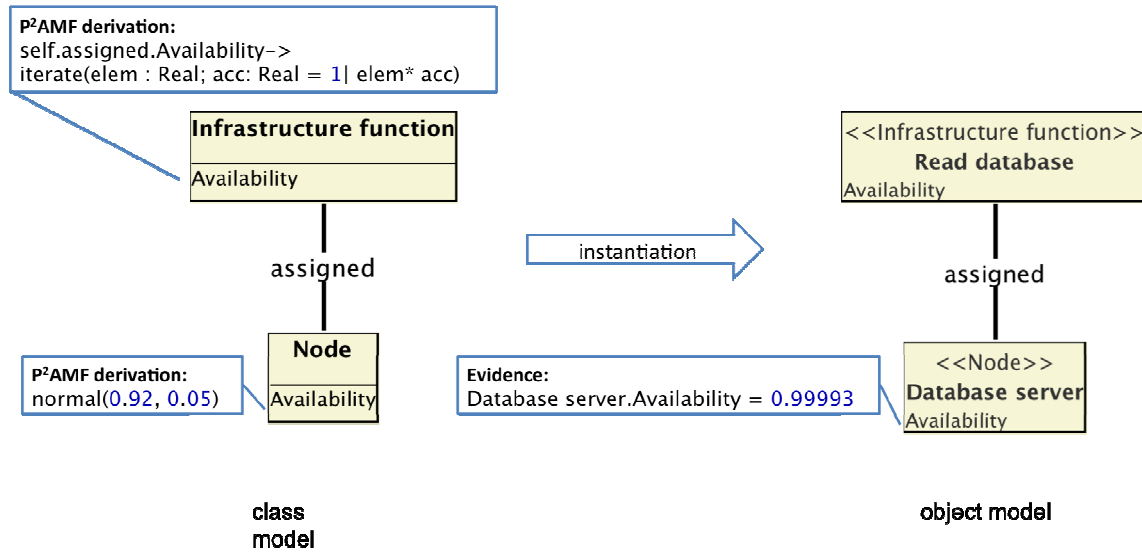 P²AMF derivation:
self.assigned.Availability->
iterate(elem : Real; acc: Real = 1| elem* acc)
Infrastructure function
Availability
assigned
Node
Availability
P²AMF derivation:
normal(0.92, 0.05)
class
model
instantiation
<<Infrastructure function>>
Read database
Availability
assigned
<<Node>>
Database server
Availability
Evidence:
Database server.Availability = 0.99993
object model